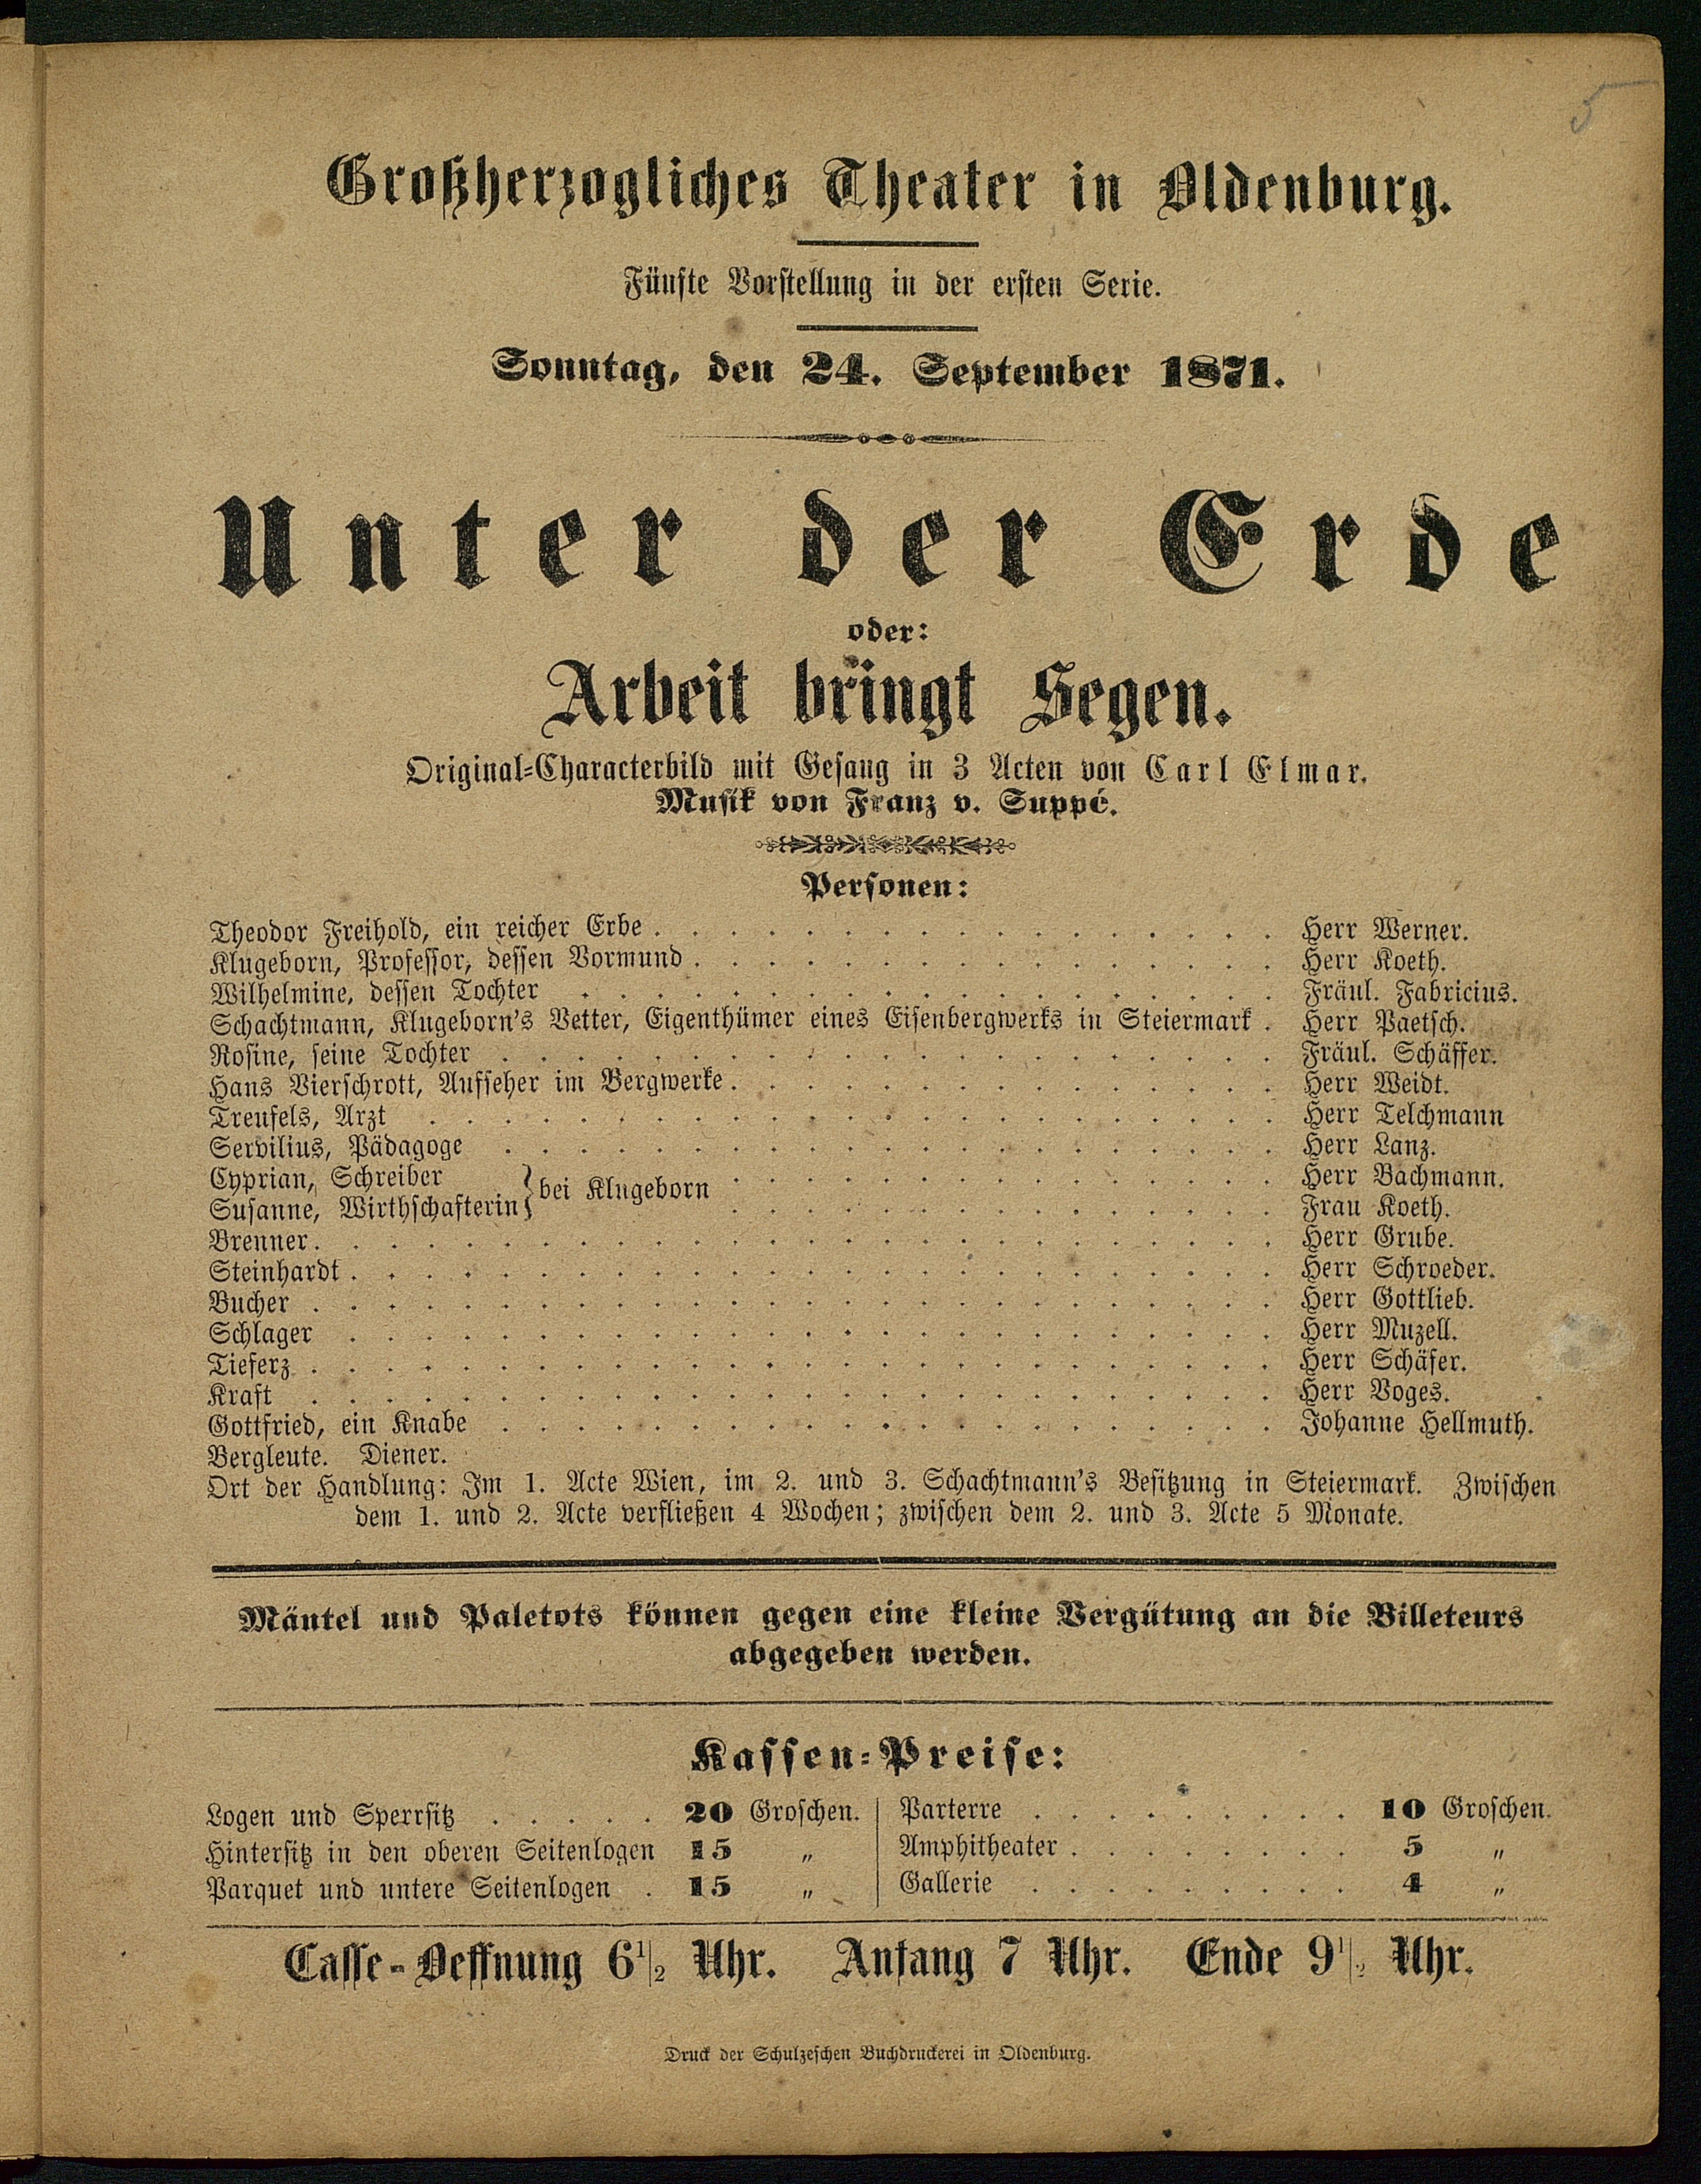 5
Großherzogliches Theater in Oldenburg.
Fünfte Vorstellung in der ersten Serie.
Sonntag, den 24. September 1871.
Unter der Erde
oder:
Arbeit bringt Segen.
Original-Characterbild mit Gesang in 3 Acten von Carl Elmar.
Musik von Franz v. Suppé.
Personen:
Theodor Freihold, ein reicher Erbe . . . . . . . . . . . . . . . . . Herr Werner.
Klugeborn, Professor, dessen Vormund . . . . . . . . . . . . . . . . Herr Koeth.
Wilhelmine, dessen Tochter . . . . . . . . . . . . . . . . . . . Fräul. Fabricius.
Schachtmann, Klugeborn's Vetter, Eigenthümer eines Eisenbergwerks in Steiermark . Herr Paetsch.
Rosine, seine Tochter . . . . . . . . . . . . . . . . . . . . . Fräul. Schäffer.
Hans Vierschrott, Aufseher im Bergwerke . . . . . . . . . . . . . . . Herr Weidt.
Treufels, Arzt . . . . . . . . . . . . . . . . . . . . . . . Herr Telchmann
Servilius, Pädagoge . . . . . . . . . . . . . . . . . . . . . Herr Lanz.
Cyprian, Schreiber } bei Klugeborn . . . . . . . . . . . . . . . Herr Bachmann.
Susanne, Wirthschafterin } . . . . . . . . . . . . . . . Frau Koeth.
Brenner . . . . . . . . . . . . . . . . . . . . . . . . . . Herr Grube.
Steinhardt . . . . . . . . . . . . . . . . . . . . . . . . . Herr Schroeder.
Bucher . . . . . . . . . . . . . . . . . . . . . . . . . . Herr Gottlieb.
Schlager . . . . . . . . . . . . . . . . . . . . . . . . . Herr Muzell.
Tieferz . . . . . . . . . . . . . . . . . . . . . . . . . . Herr Schäfer.
Kraft . . . . . . . . . . . . . . . . . . . . . . . . . . Herr Voges.
Gottfried, ein Knabe . . . . . . . . . . . . . . . . . . . . . Johanne Hellmuth.
Bergleute. Diener.
Ort der Handlung: Im 1. Acte Wien, im 2. und 3. Schachtmann's Besitzung in Steiermark. Zwischen
dem 1. und 2. Acte verfließen 4 Wochen; zwischen dem 2. und 3. Acte 5 Monate.
Mäntel und Paletots können gegen eine kleine Vergütung an die Billeteurs
abgegeben werden.
Kassen-Preise:
Logen und Sperrsitz . . . . . 20 Groschen. | Parterre . . . . . . . . . 10 Groschen.
Hintersitz in den oberen Seitenlogen 15 „ | Amphitheater . . . . . . . . 5 „
Parquet und untere Seitenlogen . 15 „ | Gallerie . . . . . . . . . 4 „
Casse-Oeffnung 6½ Uhr. Anfang 7 Uhr. Ende 9½ Uhr.
Druck der Schulzeschen Buchdruckerei in Oldenburg.